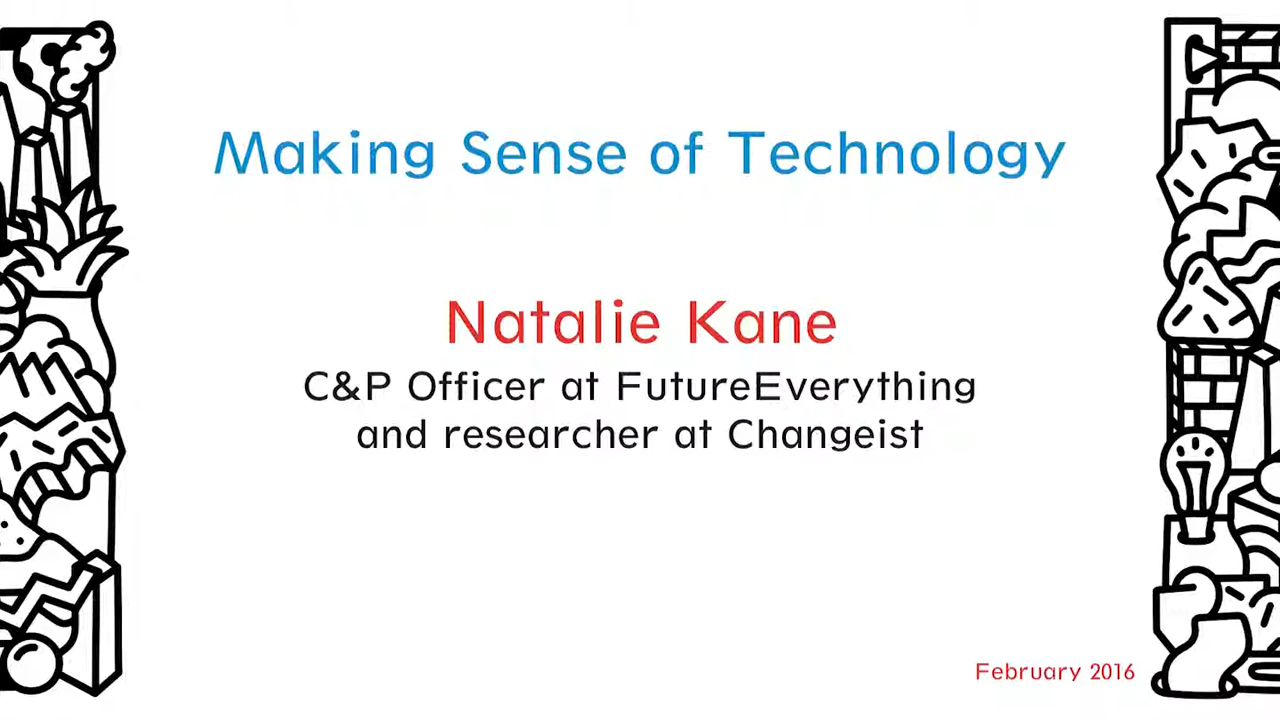 Making Sense of Technology
Natalie Kane
C&P Officer at FutureEverything
and researcher at Changeist
February 2016